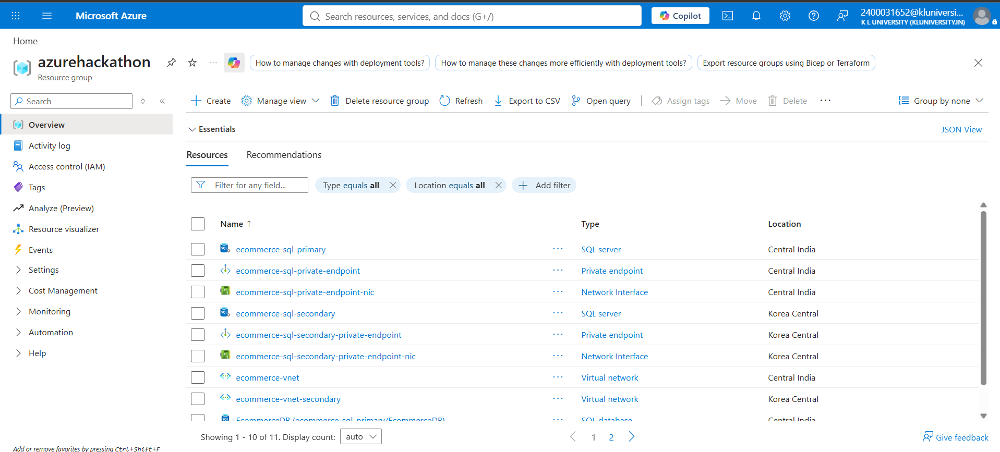 Microsoft Azure
Search resources, services, and docs (G+/)
Copilot
2400031652@kluniversi...
K L UNIVERSITY (KLUNIVERSITY.IN)
Home
azurehackathon
Resource group
How to manage changes with deployment tools?
How to manage these changes more efficiently with deployment tools?
Export resource groups using Bicep or Terraform
Search
Create
Manage view
Delete resource group
Refresh
Export to CSV
Open query
Assign tags
Move
Delete
Group by none
Overview
Activity log
Access control (IAM)
Tags
Analyze (Preview)
Resource visualizer
Events
Settings
Cost Management
Monitoring
Automation
Help
Add or remove favorites by pressing Ctrl+Shift+F
Essentials
JSON View
Resources
Recommendations
Filter for any field...
Type equals all
Location equals all
Add filter
Name ↑ Type Location
ecommerce-sql-primary ··· SQL server Central India
ecommerce-sql-private-endpoint ··· Private endpoint Central India
ecommerce-sql-private-endpoint-nic ··· Network Interface Central India
ecommerce-sql-secondary ··· SQL server Korea Central
ecommerce-sql-secondary-private-endpoint ··· Private endpoint Korea Central
ecommerce-sql-secondary-private-endpoint-nic ··· Network Interface Korea Central
ecommerce-vnet ··· Virtual network Central India
ecommerce-vnet-secondary ··· Virtual network Korea Central
EcommerceDB (ecommerce-sql-primary/EcommerceDB) ··· SQL database Central India
Showing 1 - 10 of 11. Display count: auto
1 2
Give feedback